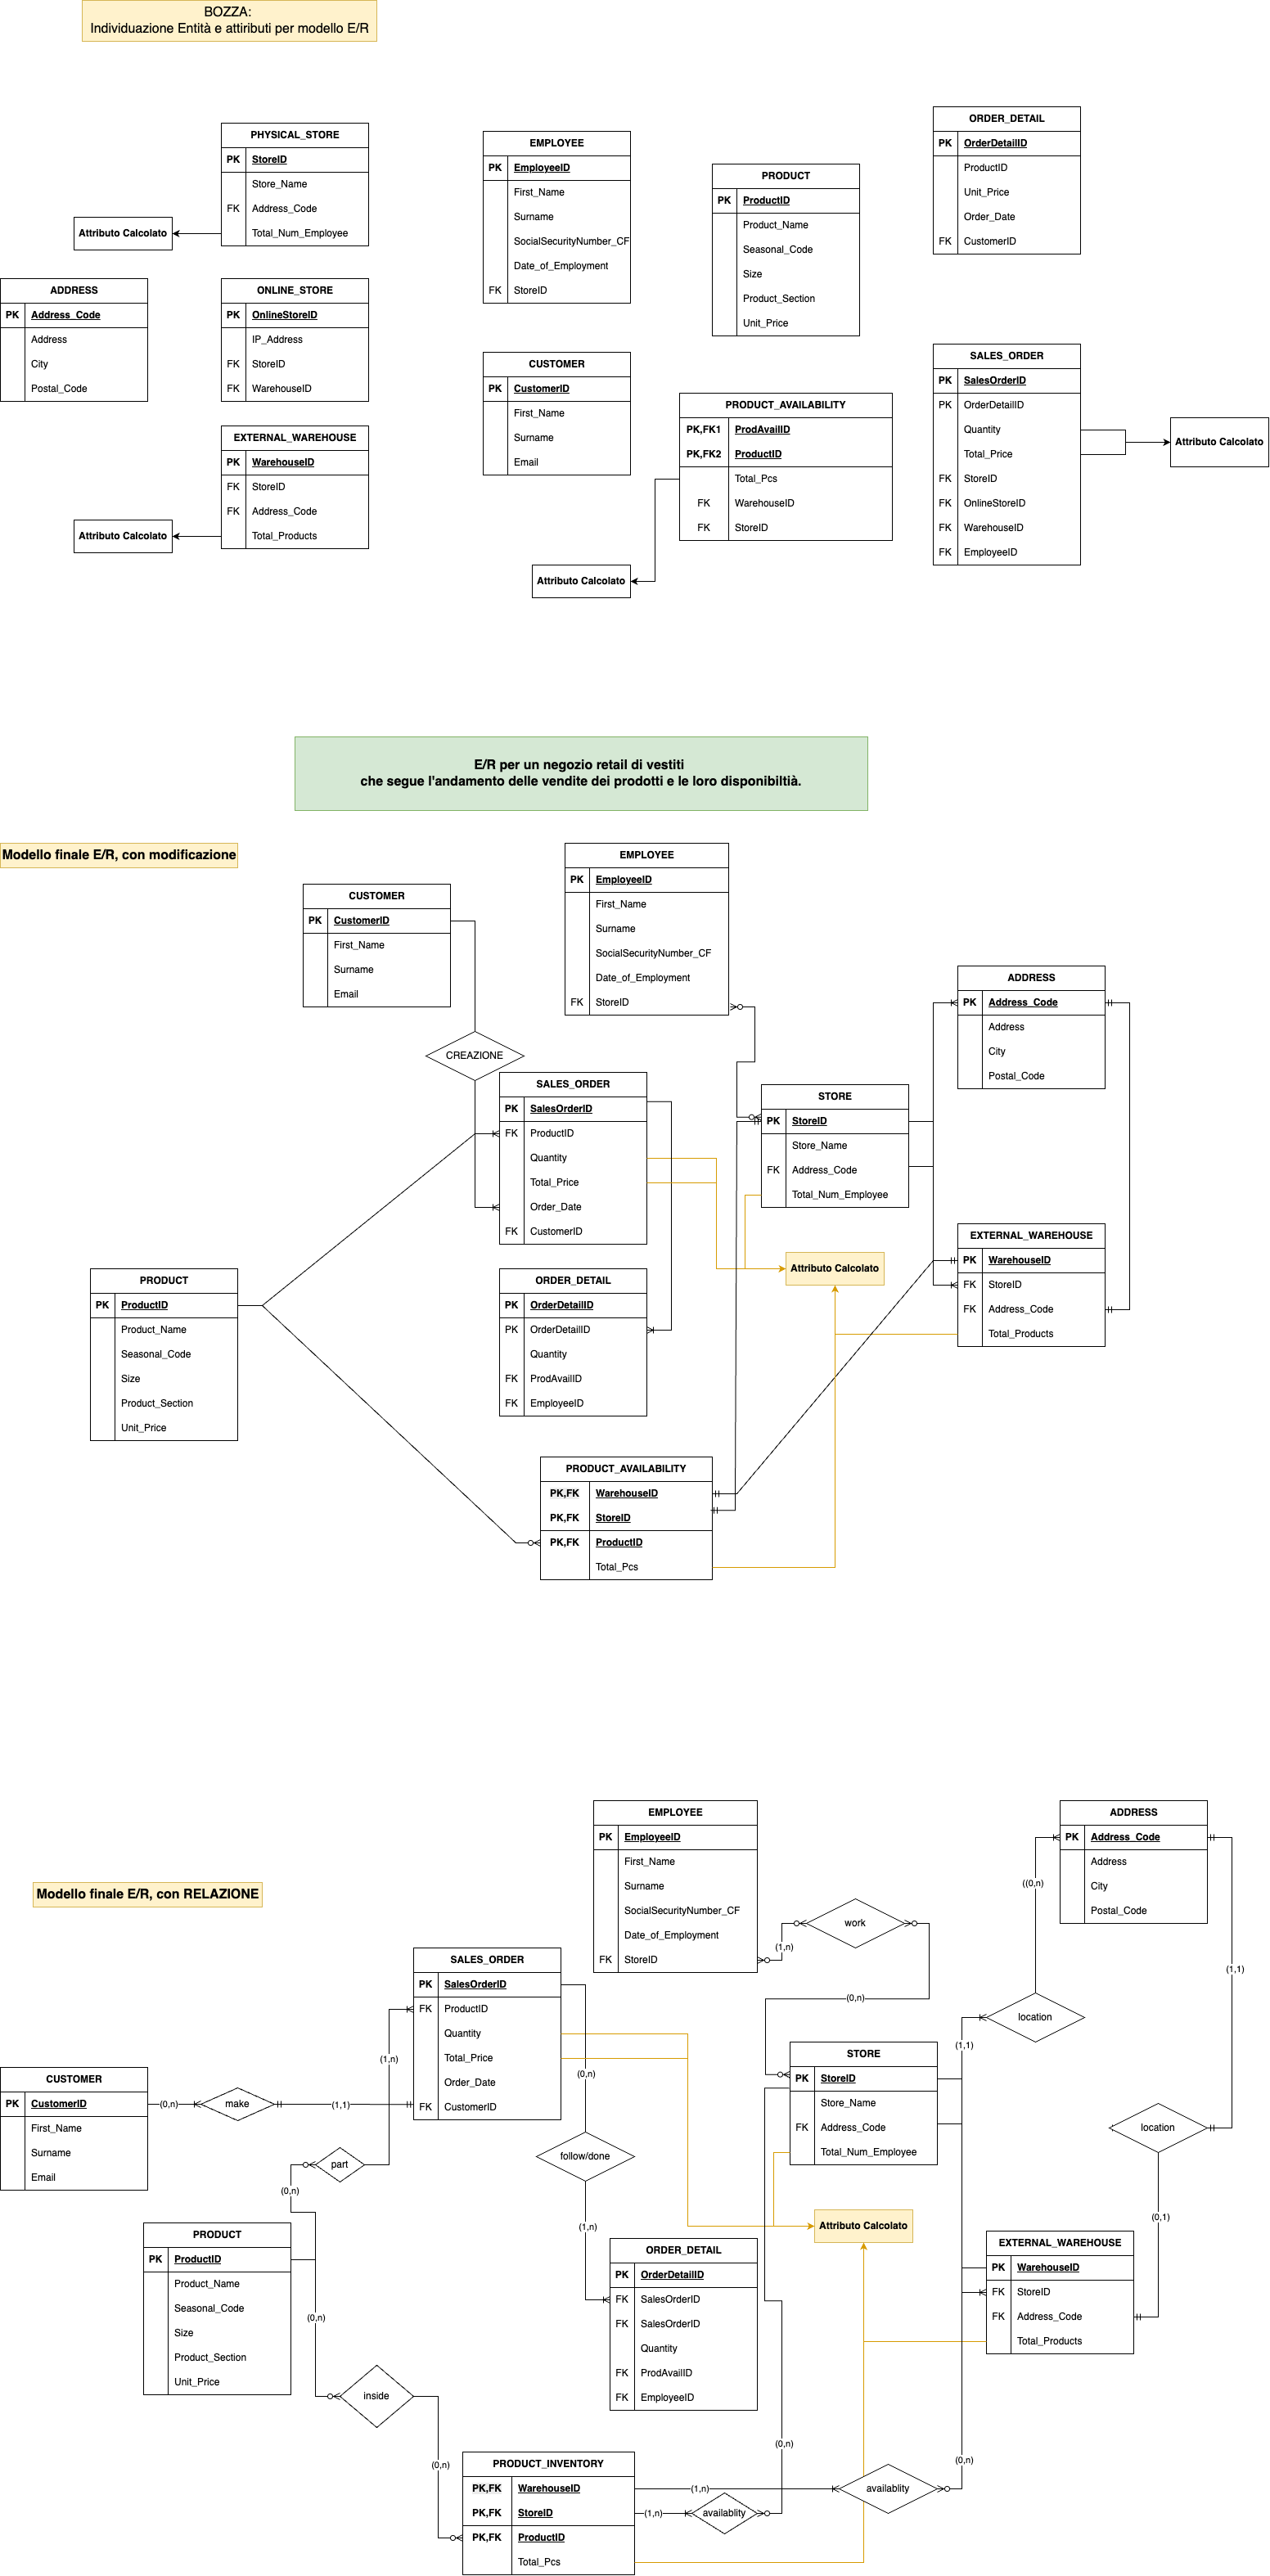 BOZZA:
Individuazione Entità e attiributi per modello E/R
PHYSICAL_STORE
PK StoreID
Store_Name
FK Address_Code
Total_Num_Employee
Attributo Calcolato
ADDRESS
PK Address_Code
Address
City
Postal_Code
ONLINE_STORE
PK OnlineStoreID
IP_Address
FK StoreID
FK WarehouseID
EXTERNAL_WAREHOUSE
PK WarehouseID
FK StoreID
FK Address_Code
Total_Products
Attributo Calcolato
EMPLOYEE
PK EmployeeID
First_Name
Surname
SocialSecurityNumber_CF
Date_of_Employment
FK StoreID
CUSTOMER
PK CustomerID
First_Name
Surname
Email
PRODUCT
PK ProductID
Product_Name
Seasonal_Code
Size
Product_Section
Unit_Price
PRODUCT_AVAILABILITY
PK,FK1 ProdAvailID
PK,FK2 ProductID
Total_Pcs
FK WarehouseID
FK StoreID
Attributo Calcolato
ORDER_DETAIL
PK OrderDetailID
ProductID
Unit_Price
Order_Date
FK CustomerID
SALES_ORDER
PK SalesOrderID
PK OrderDetailID
Quantity
Total_Price
FK StoreID
FK OnlineStoreID
FK WarehouseID
FK EmployeeID
Attributo Calcolato
E/R per un negozio retail di vestiti
che segue l'andamento delle vendite dei prodotti e le loro disponibiltià.
Modello finale E/R, con modificazione
CUSTOMER
PK CustomerID
First_Name
Surname
Email
CREAZIONE
EMPLOYEE
PK EmployeeID
First_Name
Surname
SocialSecurityNumber_CF
Date_of_Employment
FK StoreID
SALES_ORDER
PK SalesOrderID
FK ProductID
Quantity
Total_Price
Order_Date
FK CustomerID
STORE
PK StoreID
Store_Name
FK Address_Code
Total_Num_Employee
ADDRESS
PK Address_Code
Address
City
Postal_Code
EXTERNAL_WAREHOUSE
PK WarehouseID
FK StoreID
FK Address_Code
Total_Products
Attributo Calcolato
PRODUCT
PK ProductID
Product_Name
Seasonal_Code
Size
Product_Section
Unit_Price
ORDER_DETAIL
PK OrderDetailID
PK OrderDetailID
Quantity
FK ProdAvailID
FK EmployeeID
PRODUCT_AVAILABILITY
PK,FK WarehouseID
PK,FK StoreID
PK,FK ProductID
Total_Pcs
Modello finale E/R, con RELAZIONE
EMPLOYEE
PK EmployeeID
First_Name
Surname
SocialSecurityNumber_CF
Date_of_Employment
FK StoreID
(1,n)
work
(0,n)
ADDRESS
PK Address_Code
Address
City
Postal_Code
((0,n)
(1,1)
location
(1,1)
SALES_ORDER
PK SalesOrderID
FK ProductID
Quantity
Total_Price
Order_Date
FK CustomerID
(1,n)
(0,n)
STORE
PK StoreID
Store_Name
FK Address_Code
Total_Num_Employee
CUSTOMER
PK CustomerID
First_Name
Surname
Email
(0,n)
make
(1,1)
part
(0,n)
follow/done
(1,n)
location
(0,1)
Attributo Calcolato
PRODUCT
PK ProductID
Product_Name
Seasonal_Code
Size
Product_Section
Unit_Price
(0,n)
ORDER_DETAIL
PK OrderDetailID
FK SalesOrderID
FK SalesOrderID
Quantity
FK ProdAvailID
FK EmployeeID
EXTERNAL_WAREHOUSE
PK WarehouseID
FK StoreID
FK Address_Code
Total_Products
inside
(0,n)
(0,n)
(0,n)
PRODUCT_INVENTORY
PK,FK WarehouseID
PK,FK StoreID
PK,FK ProductID
Total_Pcs
(1,n)
availablity
(1,n)
availablity